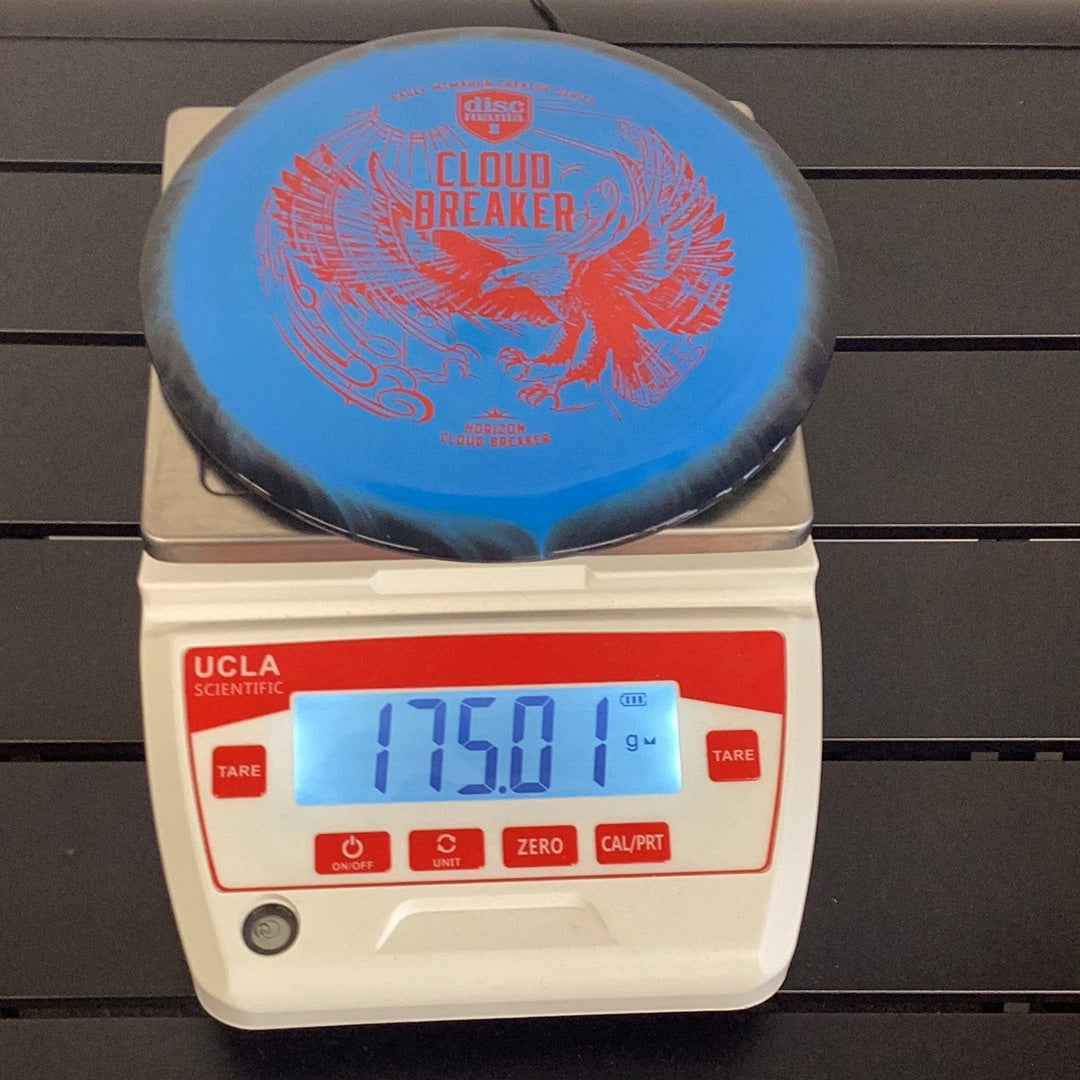 EAGLE MCMAHON CREATOR SERIES
disc
CLOUD
BREAKER
HORIZON
CLOUD BREAKER
UCLA
SCIENTIFIC
175.01
g
TARE
TARE
ON/OFF
UNIT
ZERO
CAL/PRT